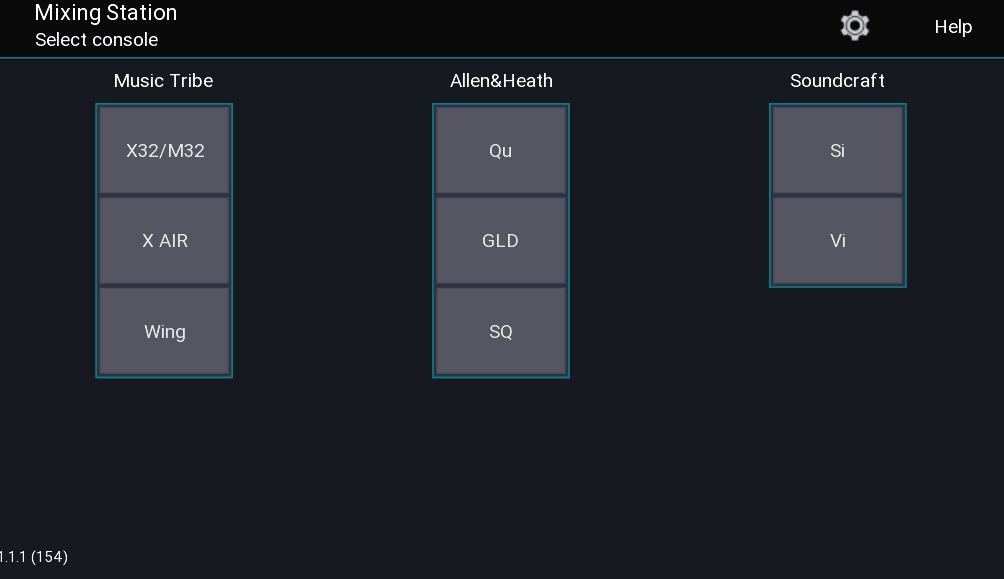 Mixing Station
Select console
Help
Music Tribe
Allen&Heath
Soundcraft
X32/M32
Qu
Si
X AIR
GLD
Vi
Wing
SQ
1.1.1 (154)